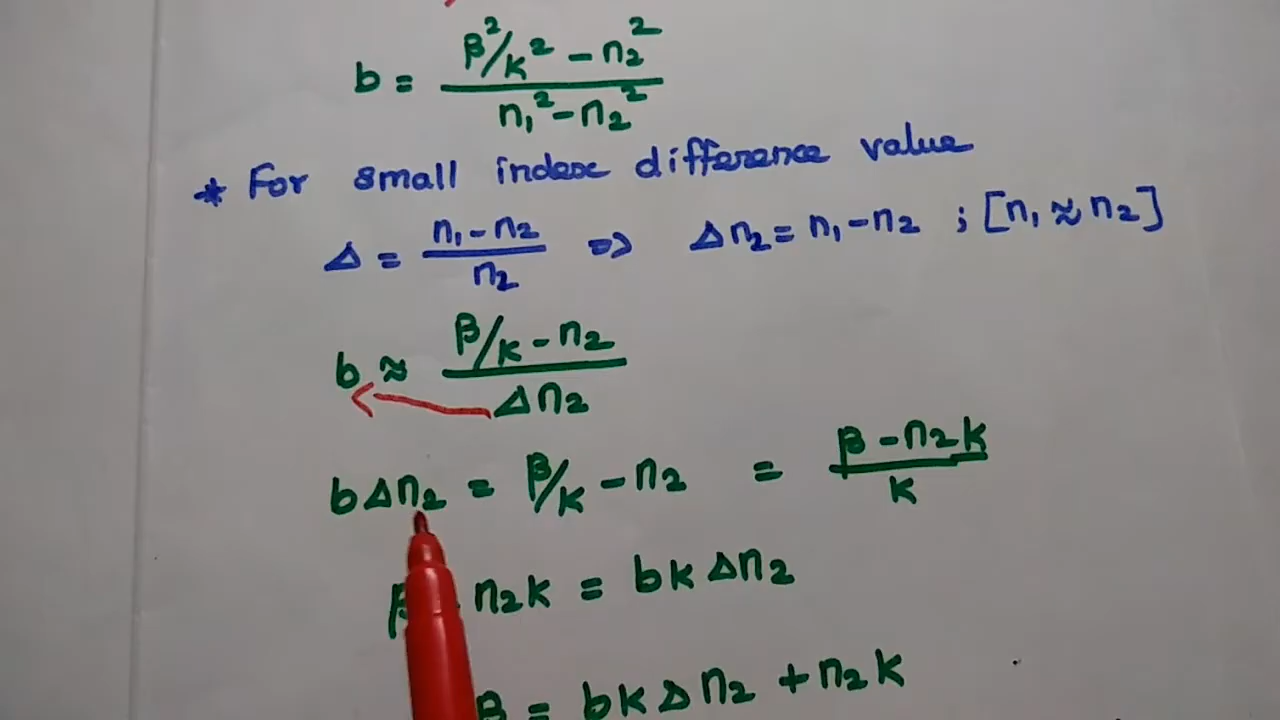 b = β²/k² - n₂² / n₁² - n₂²
* For small index difference value
Δ = n₁ - n₂ / n₂ ⇒ Δn₂ = n₁ - n₂ ; [n₁ ≈ n₂]
b ≈ β/k - n₂ / Δn₂
bΔn₂ = β/k - n₂ = β - n₂k / k
β n₂k = bkΔn₂
β = bkΔn₂ + n₂k